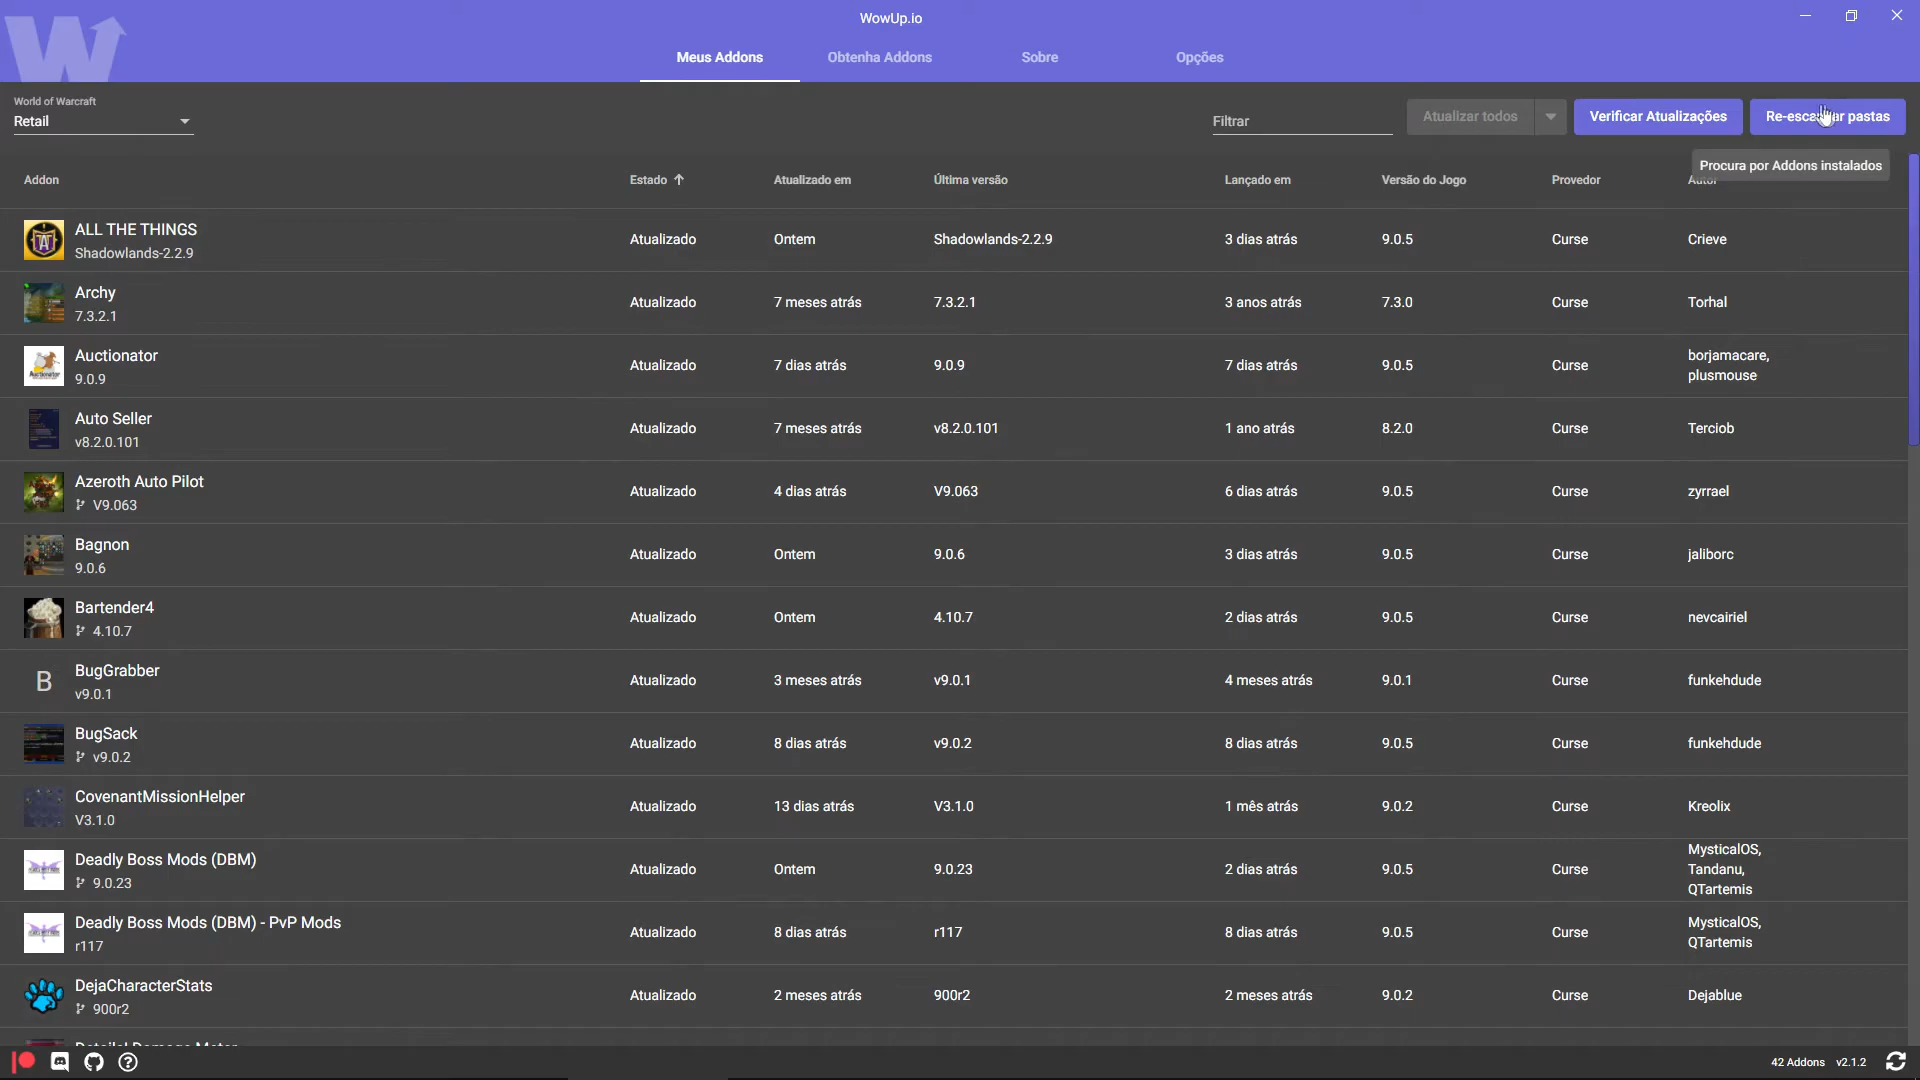 WowUp.io
Meus Addons
Obtenha Addons
Sobre
Opções
World of Warcraft
Retail
Filtrar
Atualizar todos
Verificar Atualizações
pastas
Procura por Addons instalados
Addon
Estado
Atualizado em
Última versão
Lançado em
Versão do Jogo
Provedor
Autor
ALL THE THINGS
Shadowlands-2.2.9
Atualizado
Ontem
Shadowlands-2.2.9
3 dias atrás
9.0.5
Curse
Crieve
Archy
7.3.2.1
Atualizado
7 meses atrás
7.3.2.1
3 anos atrás
7.3.0
Curse
Torhal
Auctionator
9.0.9
Atualizado
7 dias atrás
9.0.9
7 dias atrás
9.0.5
Curse
borjamacare,
plusmouse
Auto Seller
v8.2.0.101
Atualizado
7 meses atrás
v8.2.0.101
1 ano atrás
8.2.0
Curse
Terciob
Azeroth Auto Pilot
V9.063
Atualizado
4 dias atrás
V9.063
6 dias atrás
9.0.5
Curse
zyrrael
Bagnon
9.0.6
Atualizado
Ontem
9.0.6
3 dias atrás
9.0.5
Curse
jaliborc
Bartender4
4.10.7
Atualizado
Ontem
4.10.7
2 dias atrás
9.0.5
Curse
nevcairiel
B
BugGrabber
v9.0.1
Atualizado
3 meses atrás
v9.0.1
4 meses atrás
9.0.1
Curse
funkehdude
BugSack
v9.0.2
Atualizado
8 dias atrás
v9.0.2
8 dias atrás
9.0.5
Curse
funkehdude
CovenantMissionHelper
V3.1.0
Atualizado
13 dias atrás
V3.1.0
1 mês atrás
9.0.2
Curse
Kreolix
Deadly Boss Mods (DBM)
9.0.23
Atualizado
Ontem
9.0.23
2 dias atrás
9.0.5
Curse
MysticalOS,
Tandanu,
QTartemis
Deadly Boss Mods (DBM) - PvP Mods
r117
Atualizado
8 dias atrás
r117
8 dias atrás
9.0.5
Curse
MysticalOS,
QTartemis
DejaCharacterStats
900r2
Atualizado
2 meses atrás
900r2
2 meses atrás
9.0.2
Curse
Dejablue
42 Addons
v2.1.2